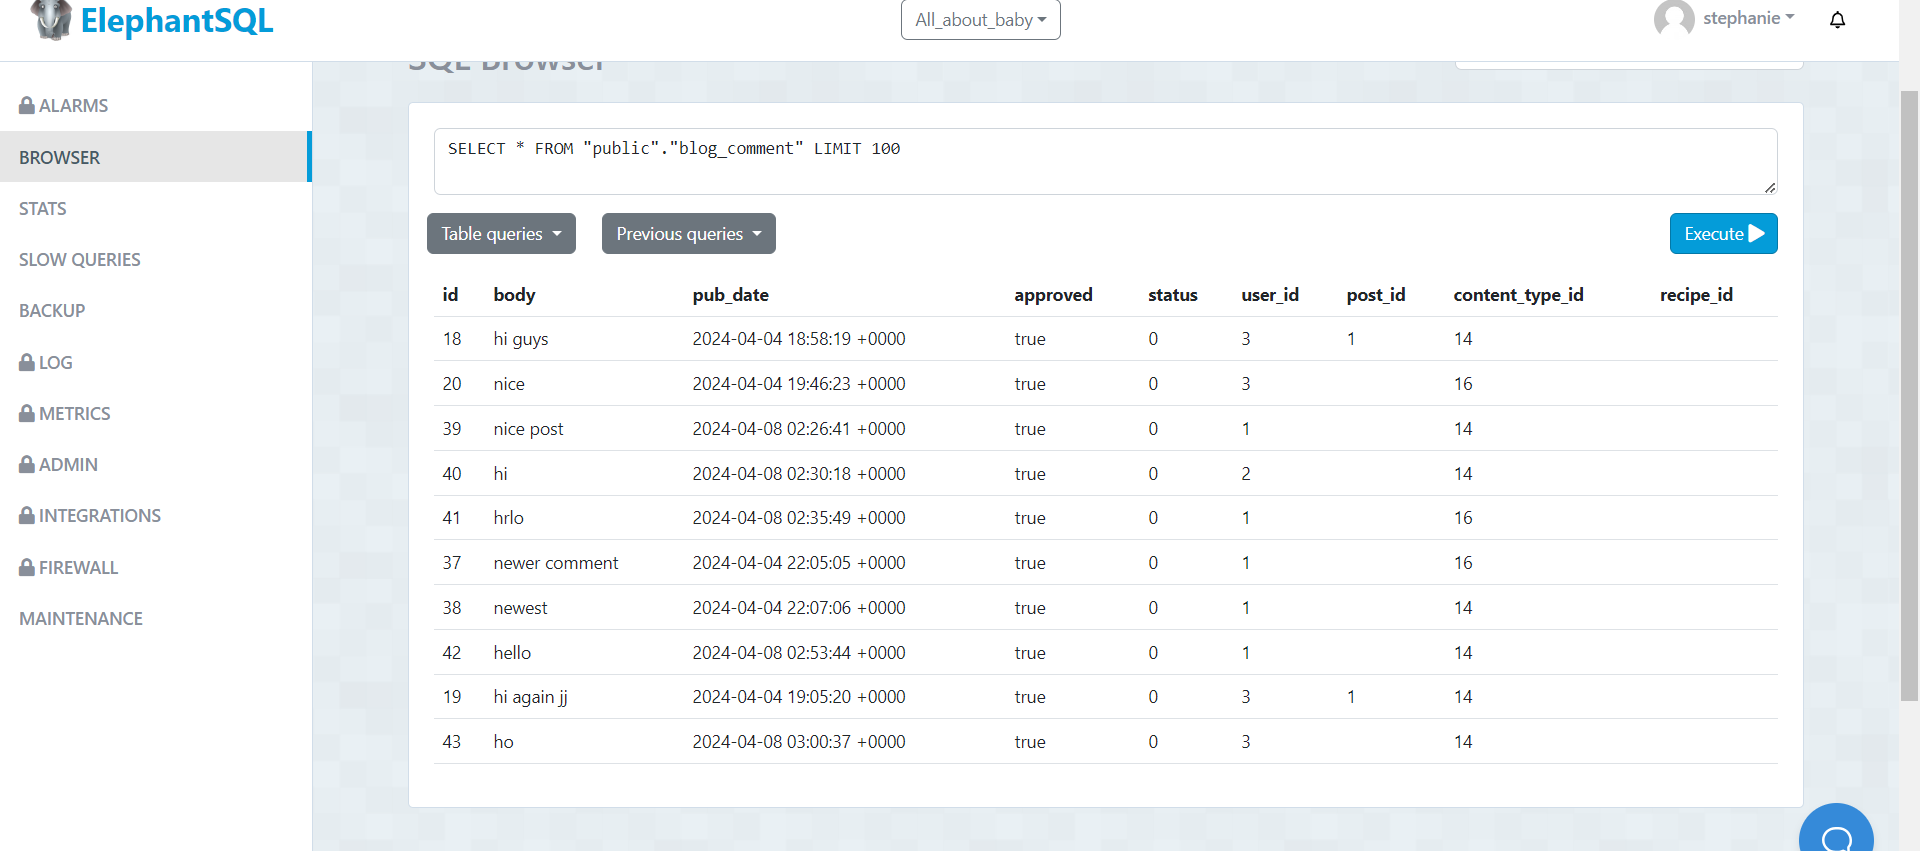 ElephantSQL
All_about_baby
stephanie
SQL Browser
ALARMS
BROWSER
STATS
SLOW QUERIES
BACKUP
LOG
METRICS
ADMIN
INTEGRATIONS
FIREWALL
MAINTENANCE
SELECT * FROM "public"."blog_comment" LIMIT 100
Table queries Previous queries Execute
id body pub_date approved status user_id post_id content_type_id recipe_id
18 hi guys 2024-04-04 18:58:19 +0000 true 0 3 1 14
20 nice 2024-04-04 19:46:23 +0000 true 0 3 16
39 nice post 2024-04-08 02:26:41 +0000 true 0 1 14
40 hi 2024-04-08 02:30:18 +0000 true 0 2 14
41 hrlo 2024-04-08 02:35:49 +0000 true 0 1 16
37 newer comment 2024-04-04 22:05:05 +0000 true 0 1 16
38 newest 2024-04-04 22:07:06 +0000 true 0 1 14
42 hello 2024-04-08 02:53:44 +0000 true 0 1 14
19 hi again jj 2024-04-04 19:05:20 +0000 true 0 3 1 14
43 ho 2024-04-08 03:00:37 +0000 true 0 3 14